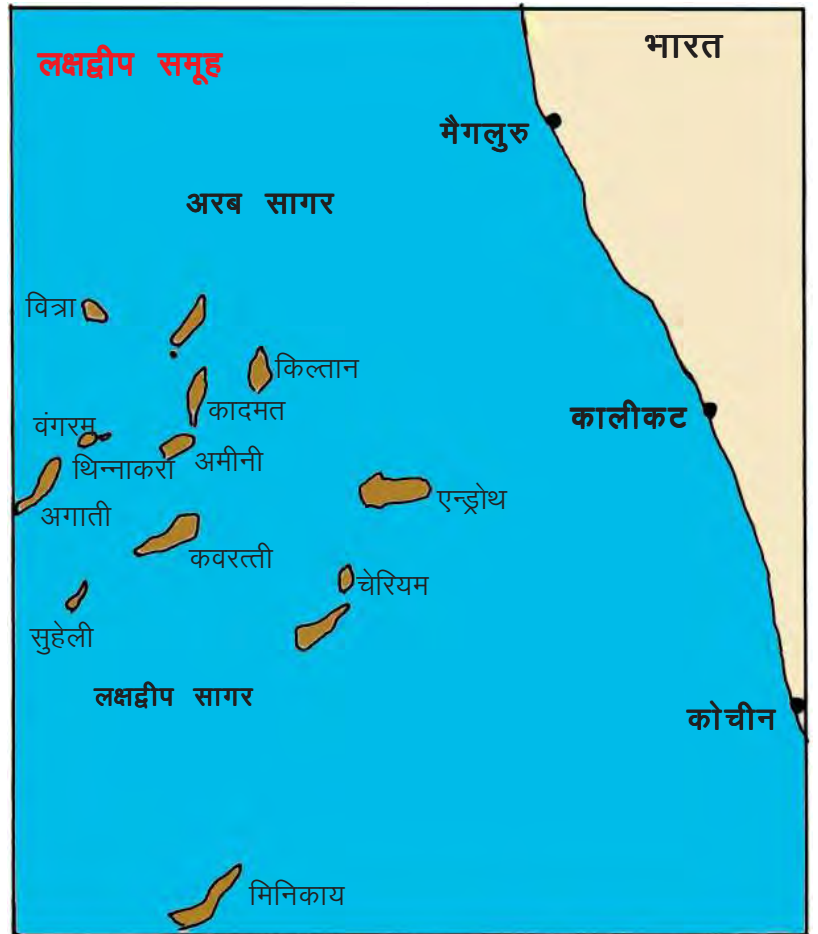 लक्षद्वीप समूह
भारत
मैगलुरु
अरब सागर
वित्रा
किल्तान
कादमत
कालीकट
वंगरम
थिन्नाकरा
अमीनी
एन्ड्रोथ
अगाती
कवरत्ती
चेरियम
सुहेली
लक्षद्वीप सागर
कोचीन
मिनिकाय